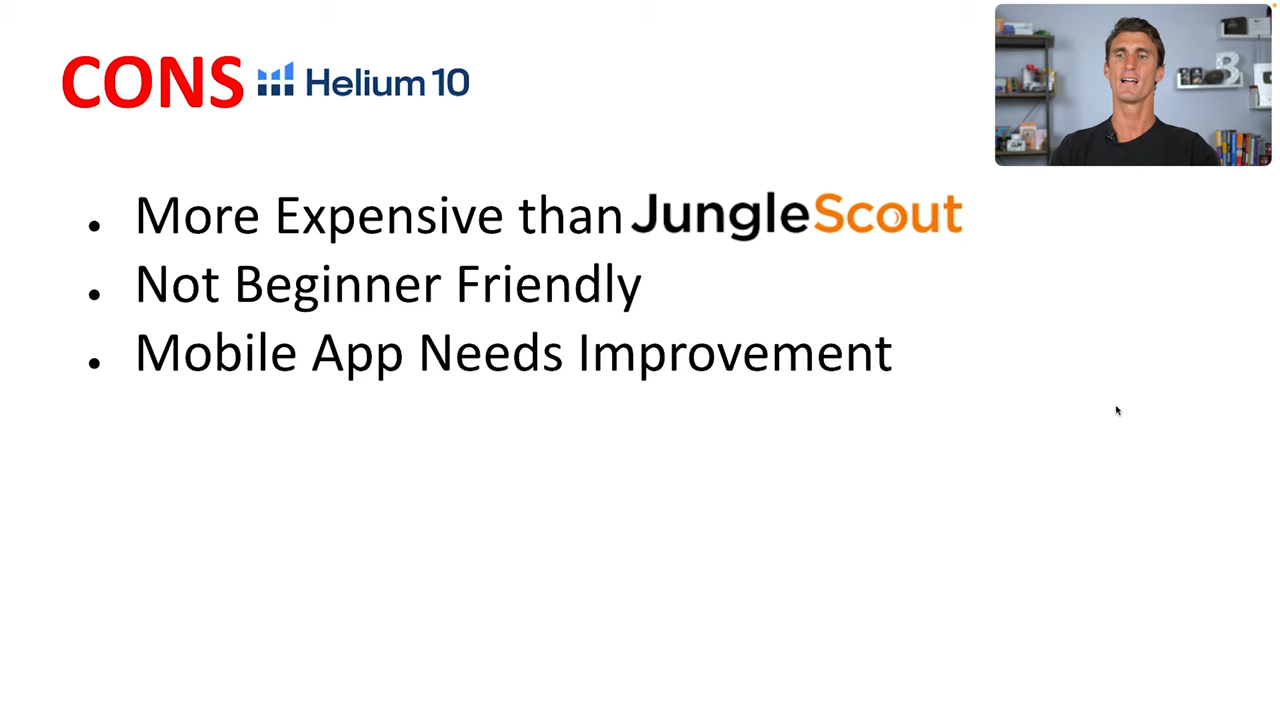 CONS Helium 10
• More Expensive than JungleScout
• Not Beginner Friendly
• Mobile App Needs Improvement